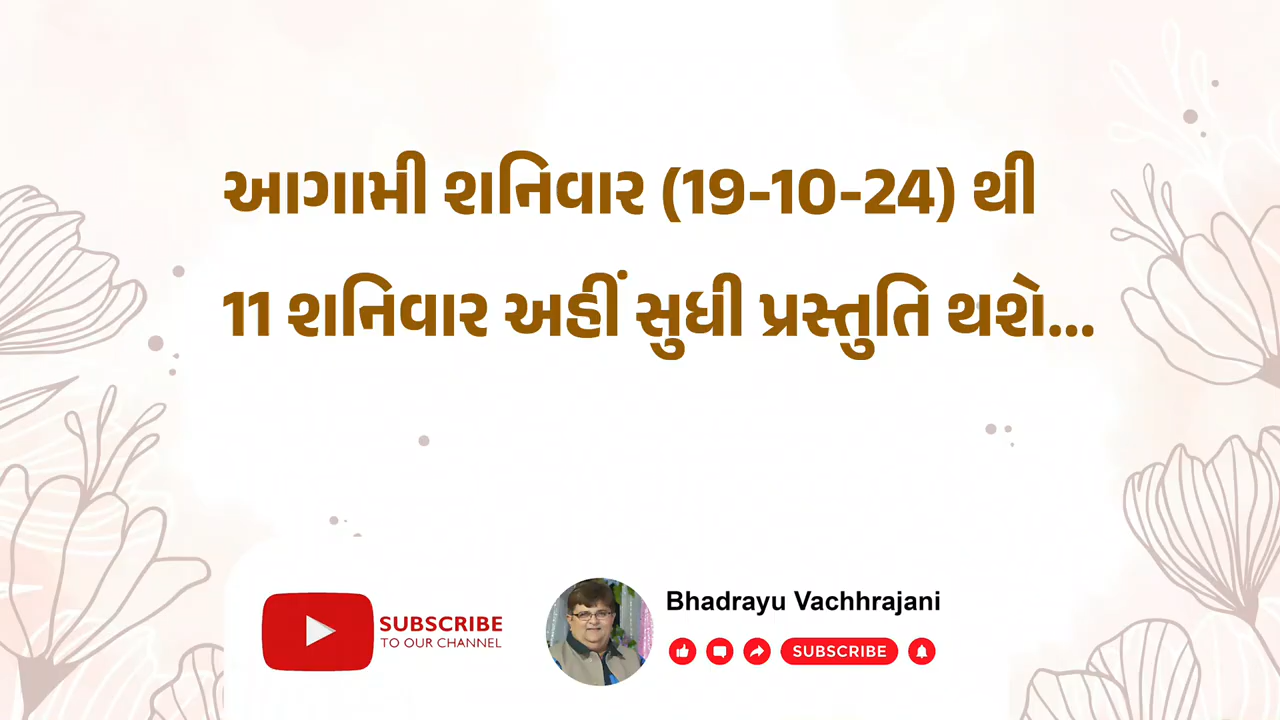 આગામી શનિવાર (19-10-24) થી
11 શનિવાર અહીં સુધી પ્રસ્તુતિ થશે...
SUBSCRIBE
TO OUR CHANNEL
Bhadrayu Vachhrajani
SUBSCRIBE